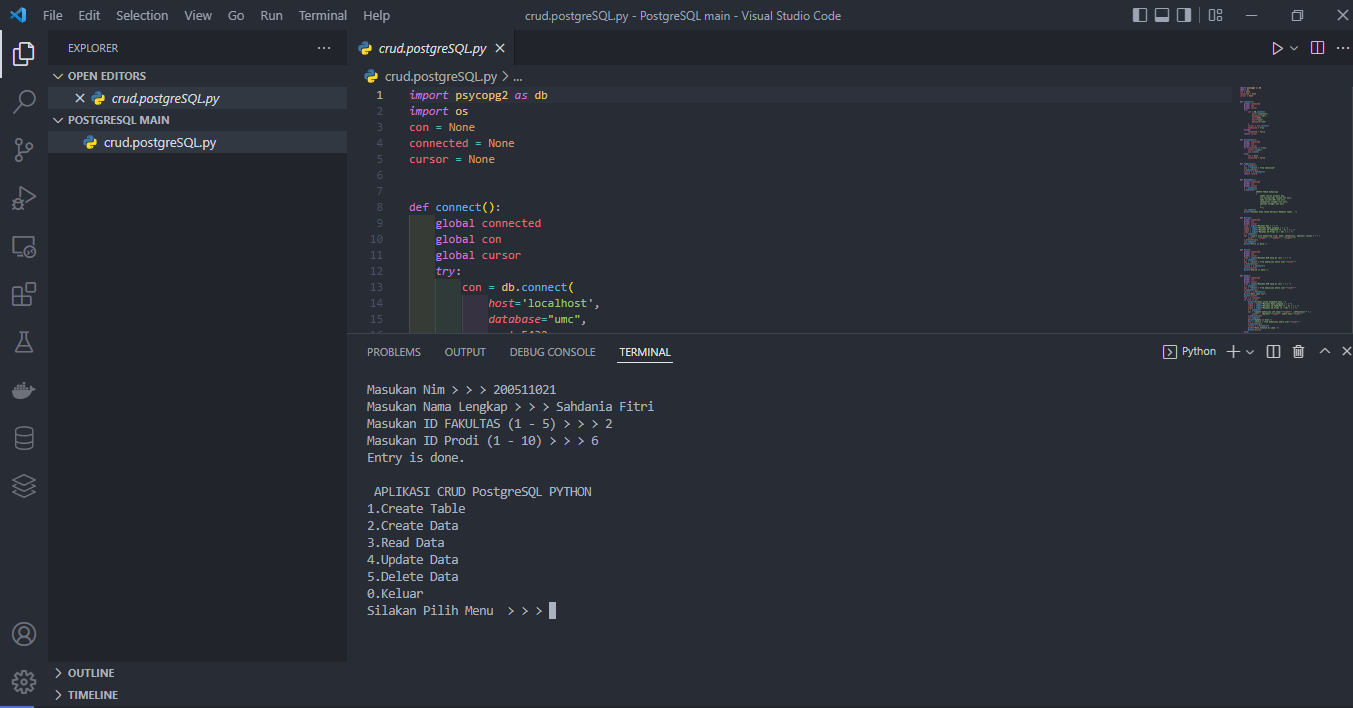 File Edit Selection View Go Run Terminal Help
crud.postgreSQL.py - PostgreSQL main - Visual Studio Code
EXPLORER
OPEN EDITORS
crud.postgreSQL.py
POSTGRESQL MAIN
crud.postgreSQL.py
OUTLINE
TIMELINE
crud.postgreSQL.py
crud.postgreSQL.py > ...
1 import psycopg2 as db
2 import os
3 con = None
4 connected = None
5 cursor = None
6
7
8 def connect():
9 global connected
10 global con
11 global cursor
12 try:
13 con = db.connect(
14 host='localhost',
15 database="umc",
PROBLEMS OUTPUT DEBUG CONSOLE TERMINAL
Python
Masukan Nim > > > 200511021
Masukan Nama Lengkap > > > Sahdania Fitri
Masukan ID FAKULTAS (1 - 5) > > > 2
Masukan ID Prodi (1 - 10) > > > 6
Entry is done.
APLIKASI CRUD PostgreSQL PYTHON
1.Create Table
2.Create Data
3.Read Data
4.Update Data
5.Delete Data
0.Keluar
Silakan Pilih Menu > > >